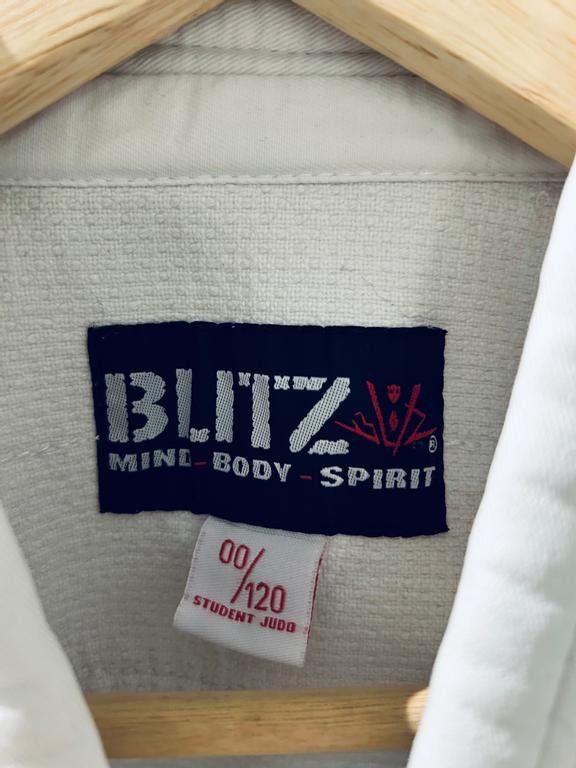 BLITZ ®
MIND - BODY - SPIRIT
00/120
STUDENT JUDO